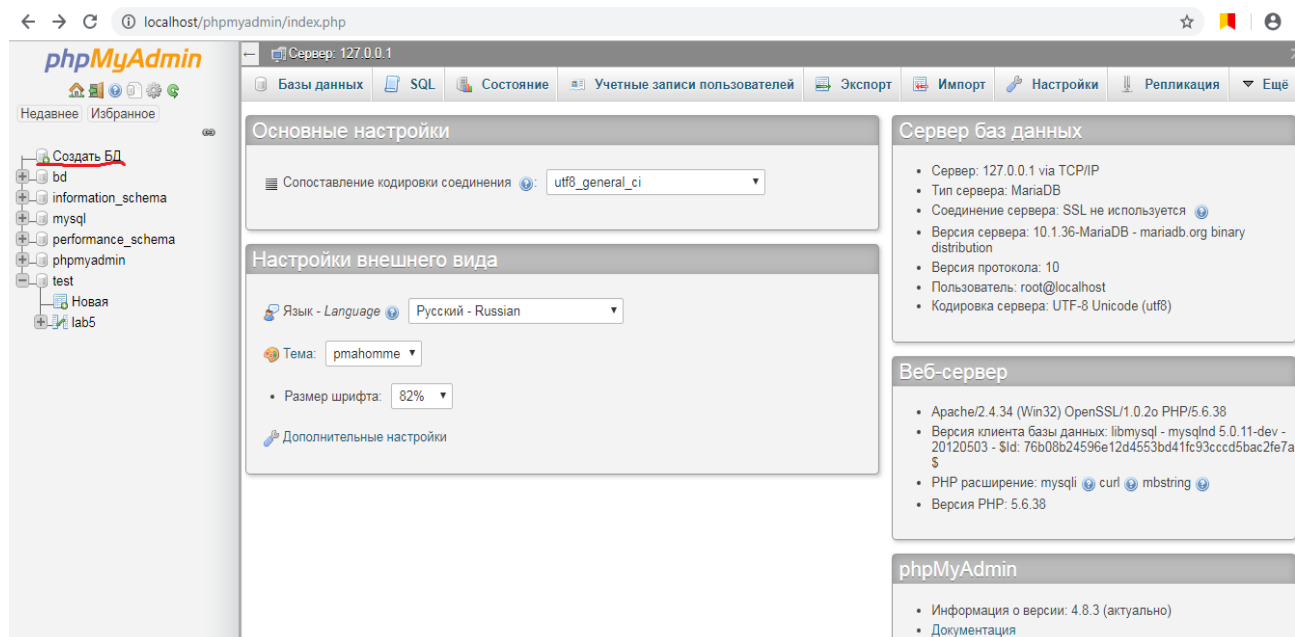 localhost/phpmyadmin/index.php
phpMyAdmin
Недавнее Избранное
Создать БД
bd
information_schema
mysql
performance_schema
phpmyadmin
test
Новая
lab5
Сервер: 127.0.0.1
Базы данных SQL Состояние Учетные записи пользователей Экспорт Импорт Настройки Репликация Ещё
Основные настройки
Сопоставление кодировки соединения : utf8_general_ci
Настройки внешнего вида
Язык - Language Русский - Russian
Тема: pmahomme
• Размер шрифта: 82%
Дополнительные настройки
Сервер баз данных
• Сервер: 127.0.0.1 via TCP/IP
• Тип сервера: MariaDB
• Соединение сервера: SSL не используется
• Версия сервера: 10.1.36-MariaDB - mariadb.org binary
distribution
• Версия протокола: 10
• Пользователь: root@localhost
• Кодировка сервера: UTF-8 Unicode (utf8)
Веб-сервер
• Apache/2.4.34 (Win32) OpenSSL/1.0.2o PHP/5.6.38
• Версия клиента базы данных: libmysql - mysqlnd 5.0.11-dev -
20120503 - $Id: 76b08b24596e12d4553bd41fc93cccd5bac2fe7a
$
• PHP расширение: mysqli curl mbstring
• Версия PHP: 5.6.38
phpMyAdmin
• Информация о версии: 4.8.3 (актуально)
• Документация